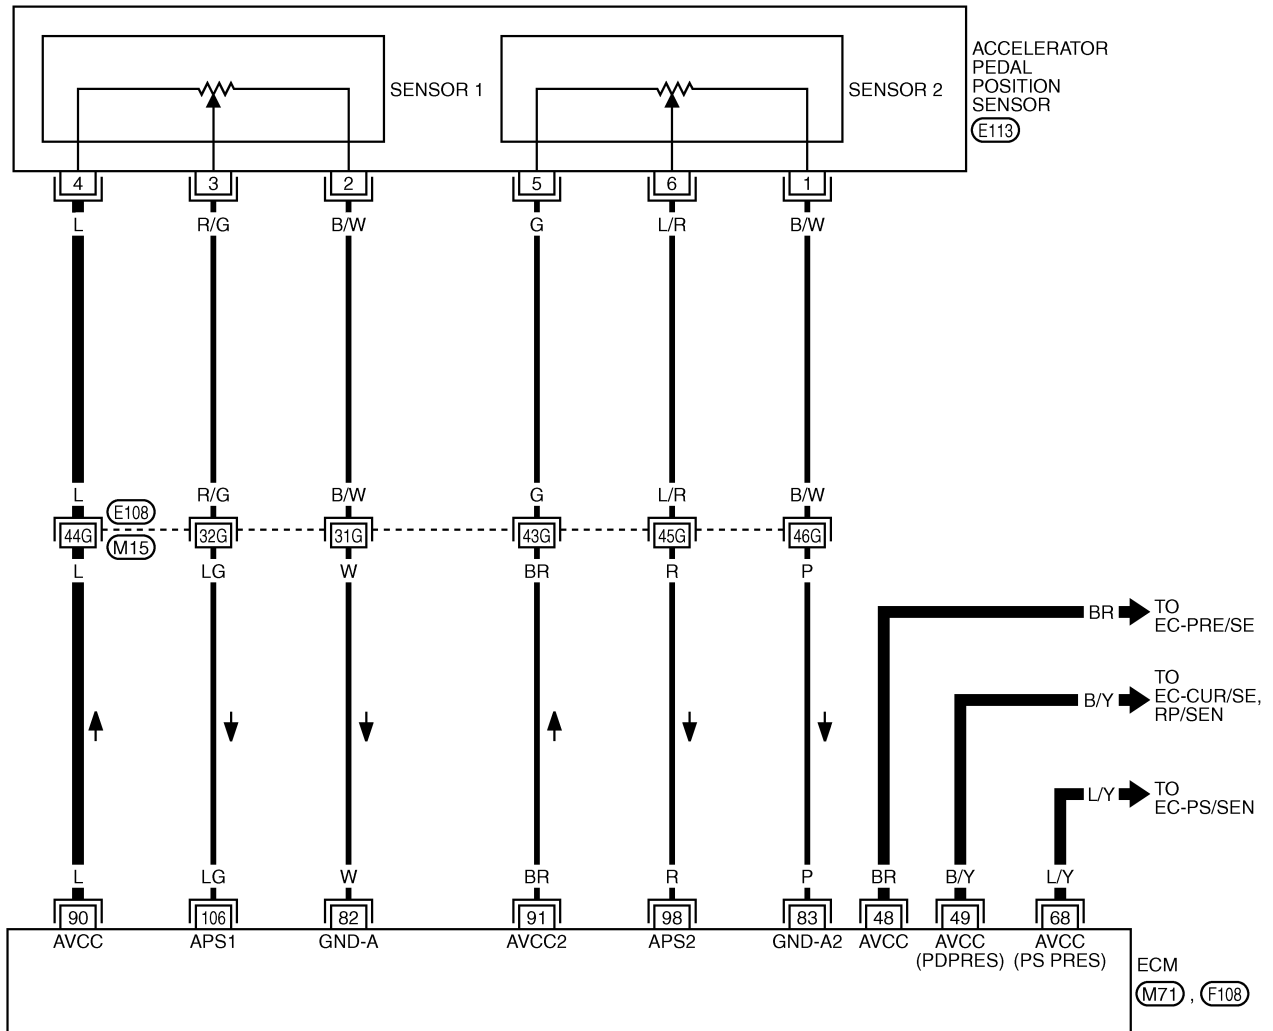 ACCELERATOR
PEDAL
POSITION
SENSOR
E113
SENSOR 1
SENSOR 2
4 3 2 5 6 1
L R/G B/W G L/R B/W
L R/G B/W G L/R B/W
E108
44G 32G 31G 43G 45G 46G
M15
L LG W BR R P
BR TO
EC-PRE/SE
TO
B/Y EC-CUR/SE,
RP/SEN
L/Y TO
EC-PS/SEN
L LG W BR R P BR B/Y L/Y
90 106 82 91 98 83 48 49 68
AVCC APS1 GND-A AVCC2 APS2 GND-A2 AVCC AVCC AVCC
(PDPRES) (PS PRES)
ECM
M71 , F108